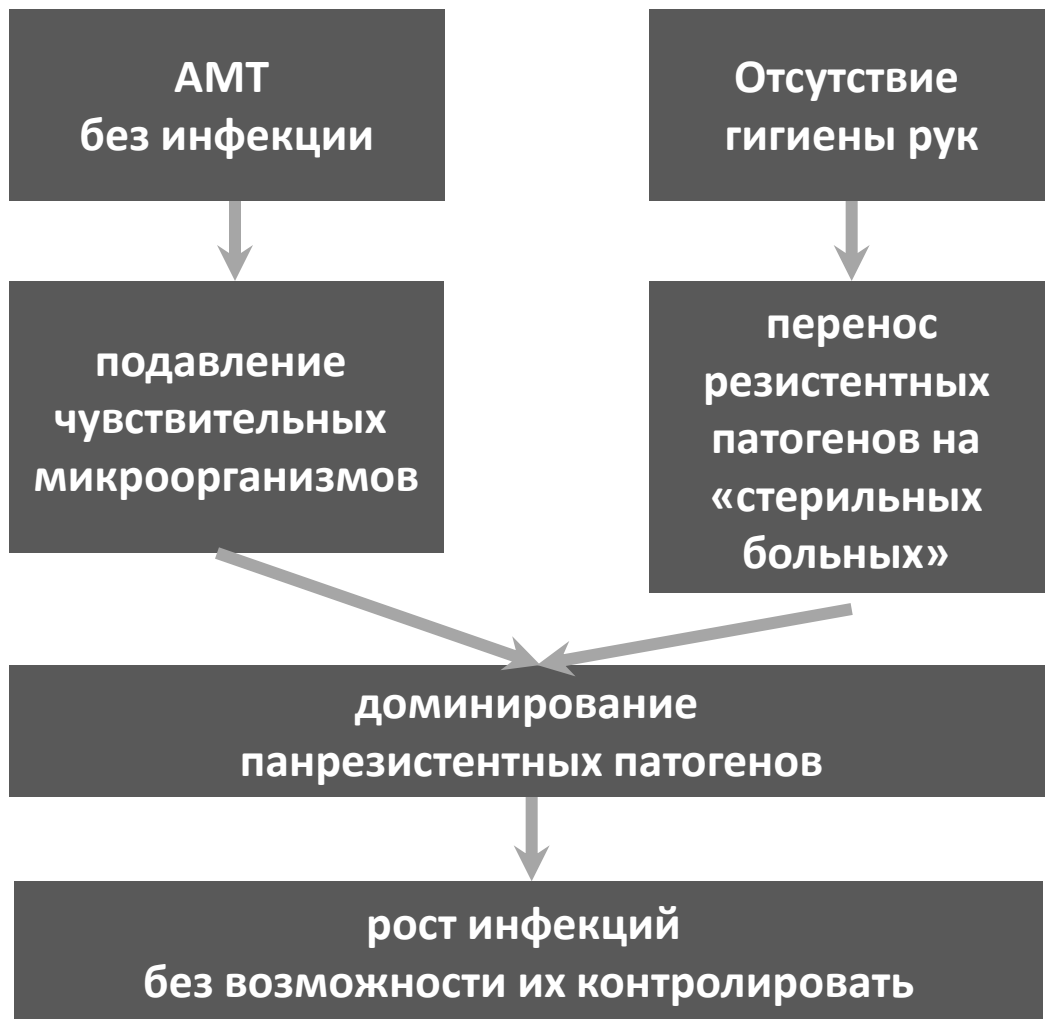 АМТ
без инфекции
Отсутствие
гигиены рук
подавление
чувствительных
микроорганизмов
перенос
резистентных
патогенов на
«стерильных
больных»
доминирование
панрезистентных патогенов
рост инфекций
без возможности их контролировать